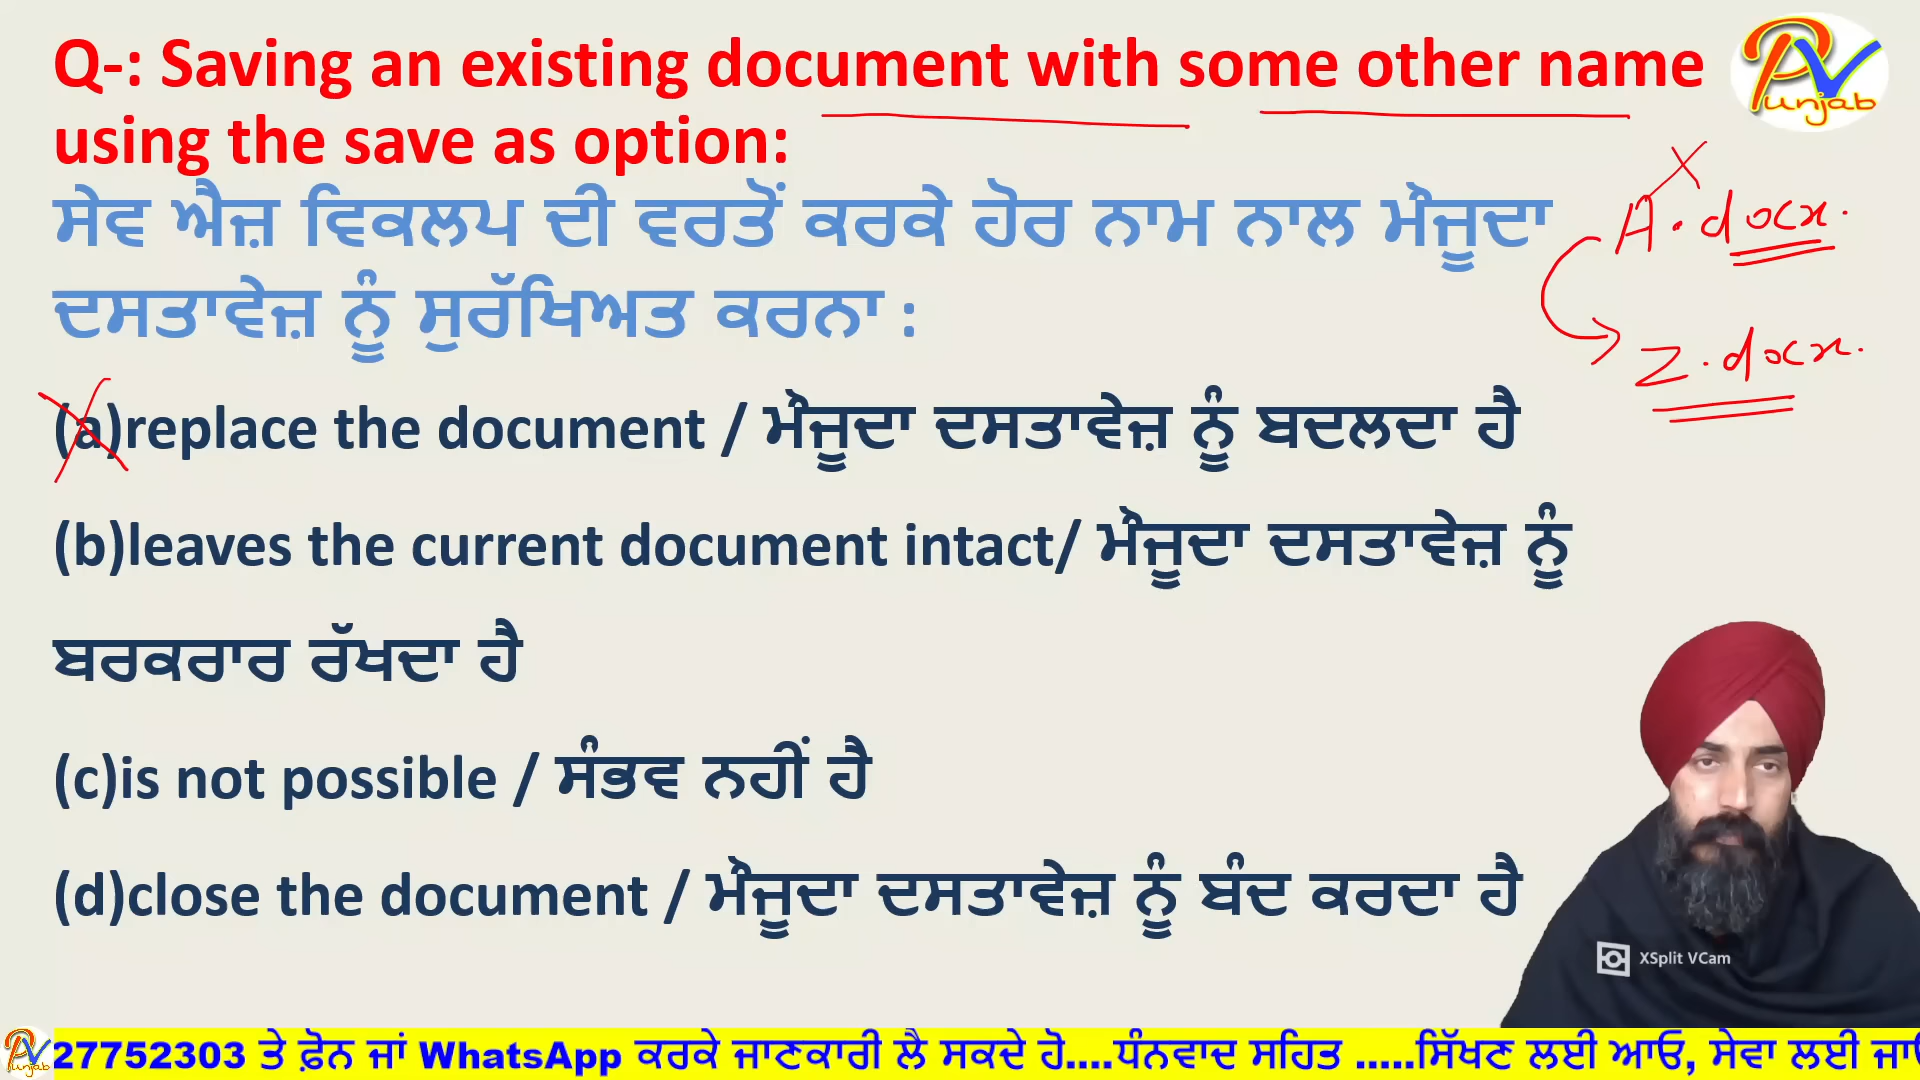 Q-: Saving an existing document with some other name
using the save as option:
ਸੇਵ ਐਜ਼ ਵਿਕਲਪ ਦੀ ਵਰਤੋਂ ਕਰਕੇ ਹੋਰ ਨਾਮ ਨਾਲ ਮੌਜੂਦਾ
ਦਸਤਾਵੇਜ਼ ਨੂੰ ਸੁਰੱਖਿਅਤ ਕਰਨਾ :
(a)replace the document / ਮੌਜੂਦਾ ਦਸਤਾਵੇਜ਼ ਨੂੰ ਬਦਲਦਾ ਹੈ
(b)leaves the current document intact/ ਮੌਜੂਦਾ ਦਸਤਾਵੇਜ਼ ਨੂੰ
ਬਰਕਰਾਰ ਰੱਖਦਾ ਹੈ
(c)is not possible / ਸੰਭਵ ਨਹੀਂ ਹੈ
(d)close the document / ਮੌਜੂਦਾ ਦਸਤਾਵੇਜ਼ ਨੂੰ ਬੰਦ ਕਰਦਾ ਹੈ
PV Punjab
A.docx.
Z.docx.
XSplit VCam
PV Punjab
27752303 ਤੇ ਫ਼ੋਨ ਜਾਂ WhatsApp ਕਰਕੇ ਜਾਣਕਾਰੀ ਲੈ ਸਕਦੇ ਹੋ....ਧੰਨਵਾਦ ਸਹਿਤ .....ਸਿੱਖਣ ਲਈ ਆਓ, ਸੇਵਾ ਲਈ